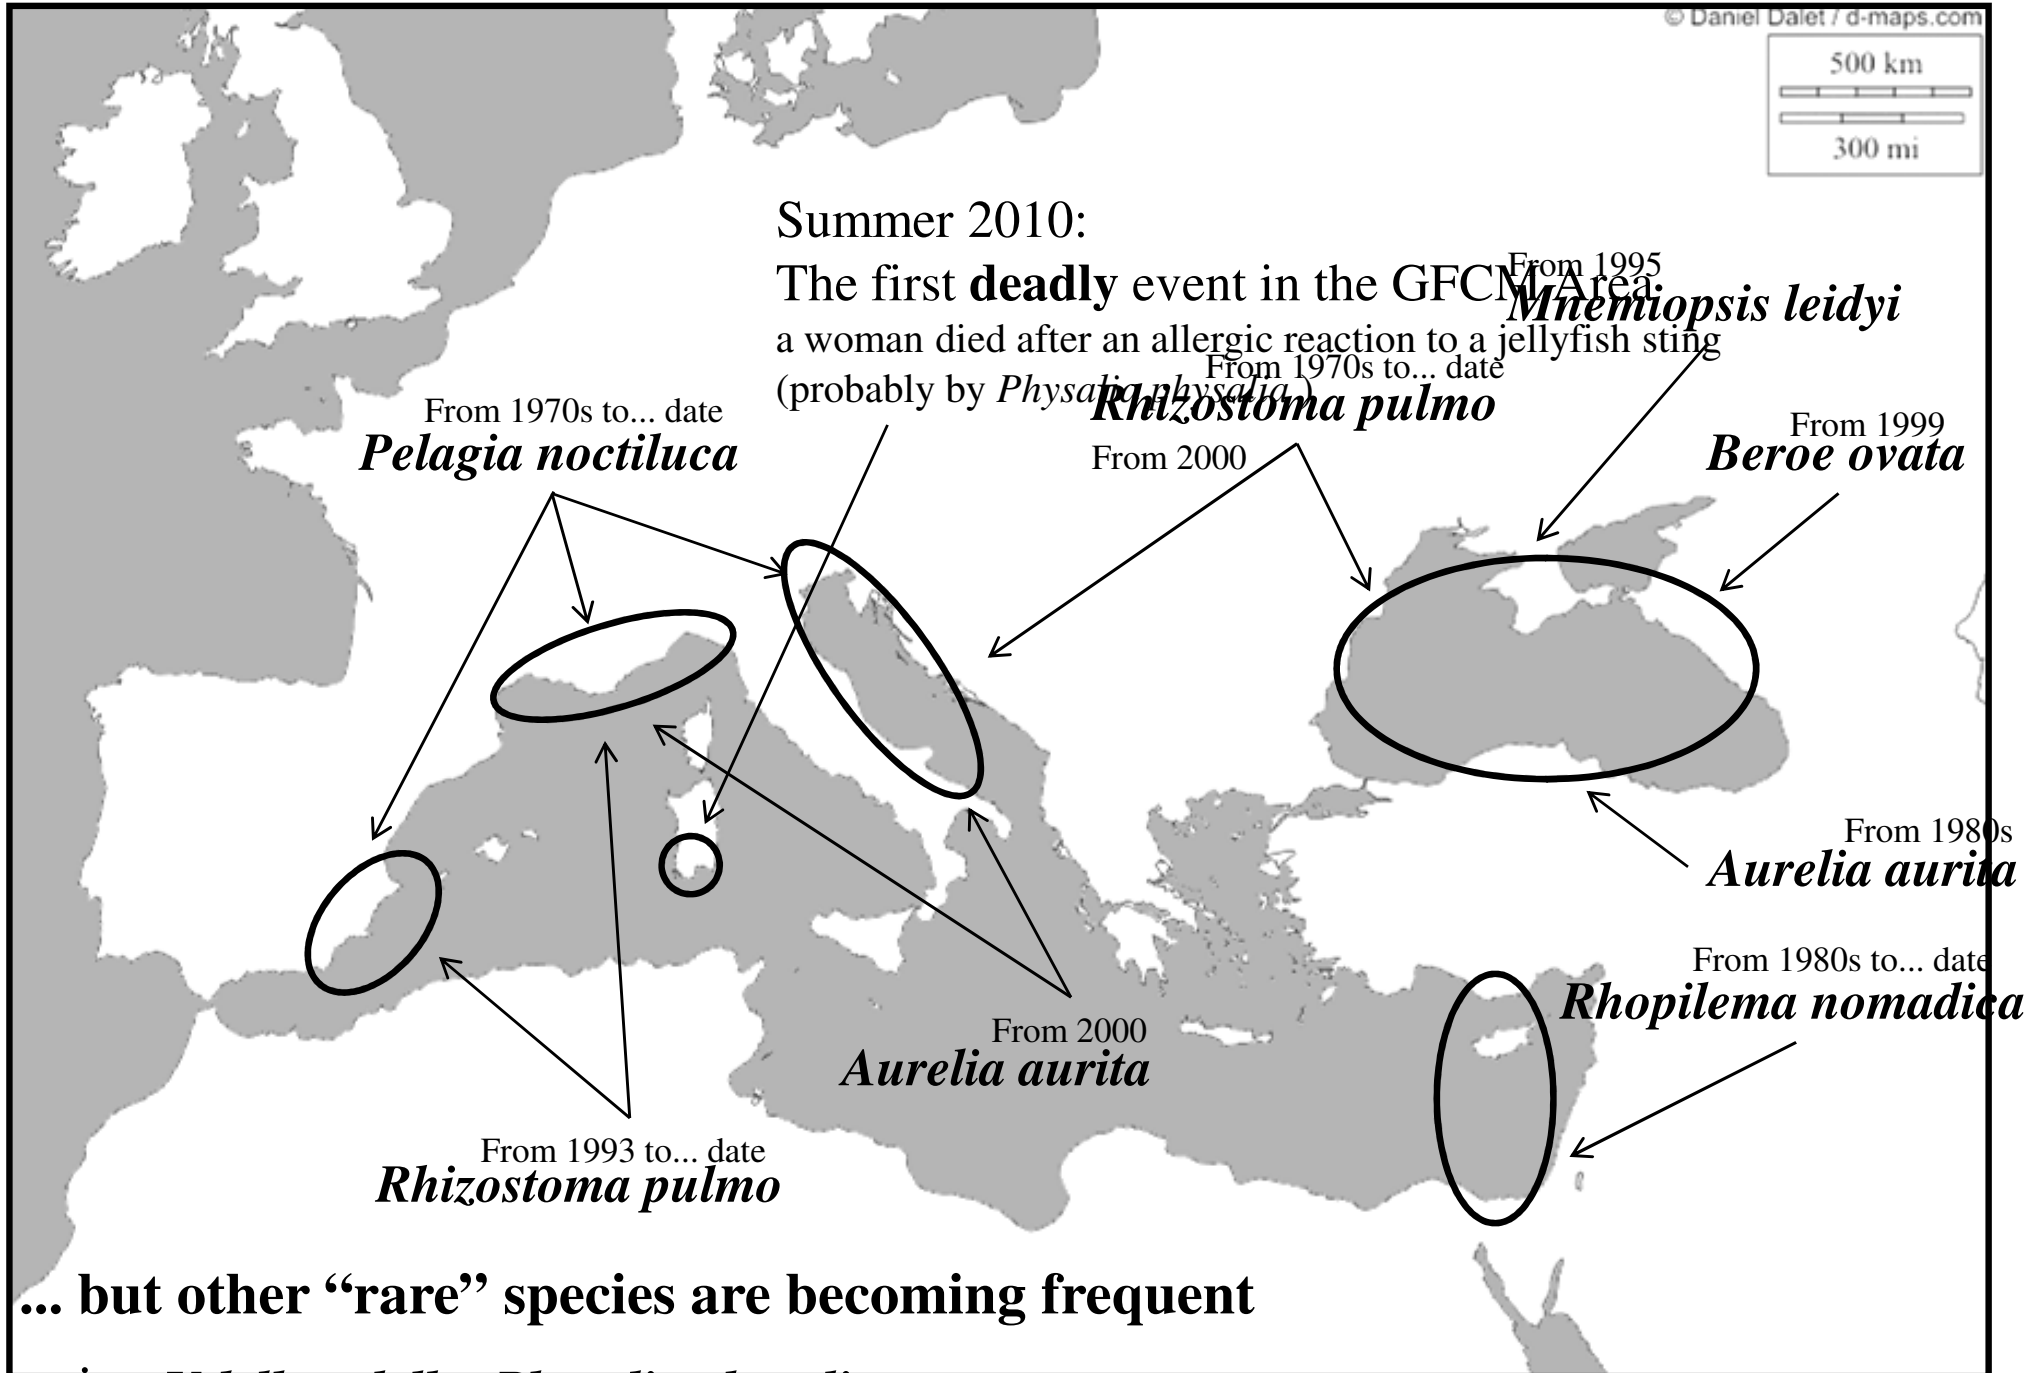 © Daniel Dalet / d-maps.com
500 km
300 mi
Summer 2010:
The first deadly event in the GFCM Area
a woman died after an allergic reaction to a jellyfish sting
(probably by Physalia physalia )
From 1995
Mnemiopsis leidyi
From 1970s to... date
Rhizostoma pulmo
From 2000
From 1999
Beroe ovata
From 1970s to... date
Pelagia noctiluca
From 1980s
Aurelia aurita
From 1980s to... date
Rhopilema nomadica
From 2000
Aurelia aurita
From 1993 to... date
Rhizostoma pulmo
... but other “rare” species are becoming frequent